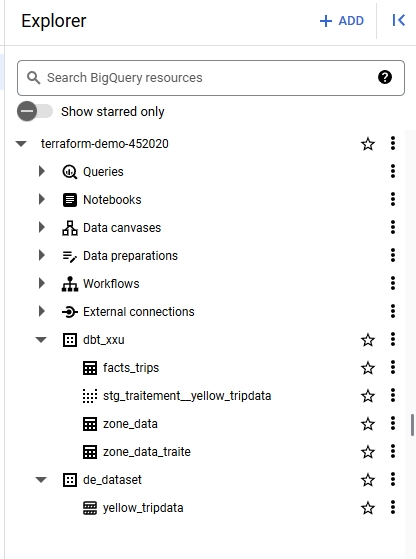 Explorer
+ ADD
Search BigQuery resources
Show starred only
terraform-demo-452020
Queries
Notebooks
Data canvases
Data preparations
Workflows
External connections
dbt_xxu
facts_trips
stg_traitement__yellow_tripdata
zone_data
zone_data_traite
de_dataset
yellow_tripdata